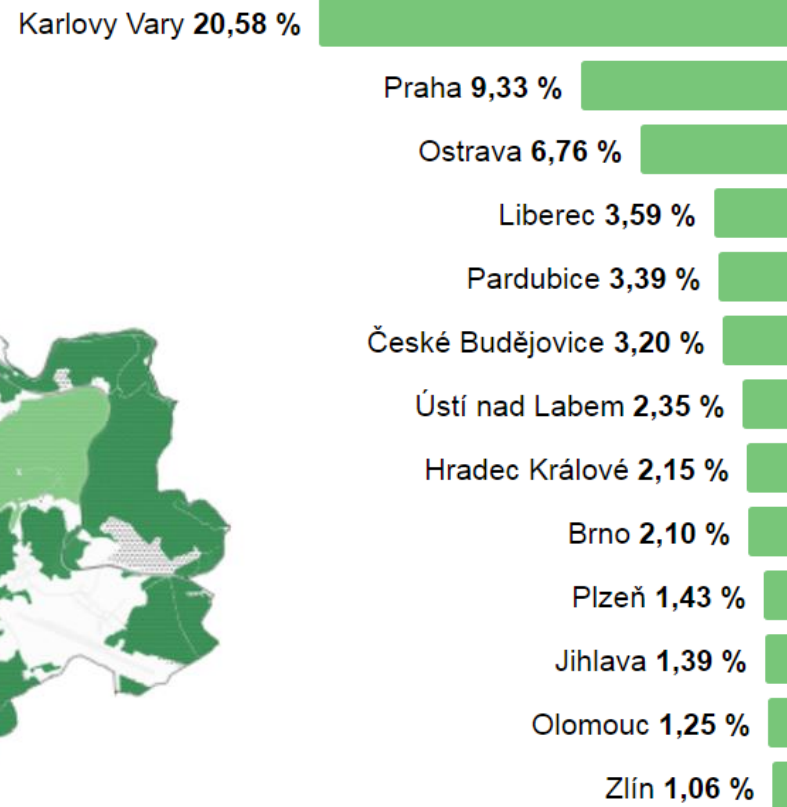 Karlovy Vary 20,58 %
Praha 9,33 %
Ostrava 6,76 %
Liberec 3,59 %
Pardubice 3,39 %
České Budějovice 3,20 %
Ústí nad Labem 2,35 %
Hradec Králové 2,15 %
Brno 2,10 %
Plzeň 1,43 %
Jihlava 1,39 %
Olomouc 1,25 %
Zlín 1,06 %